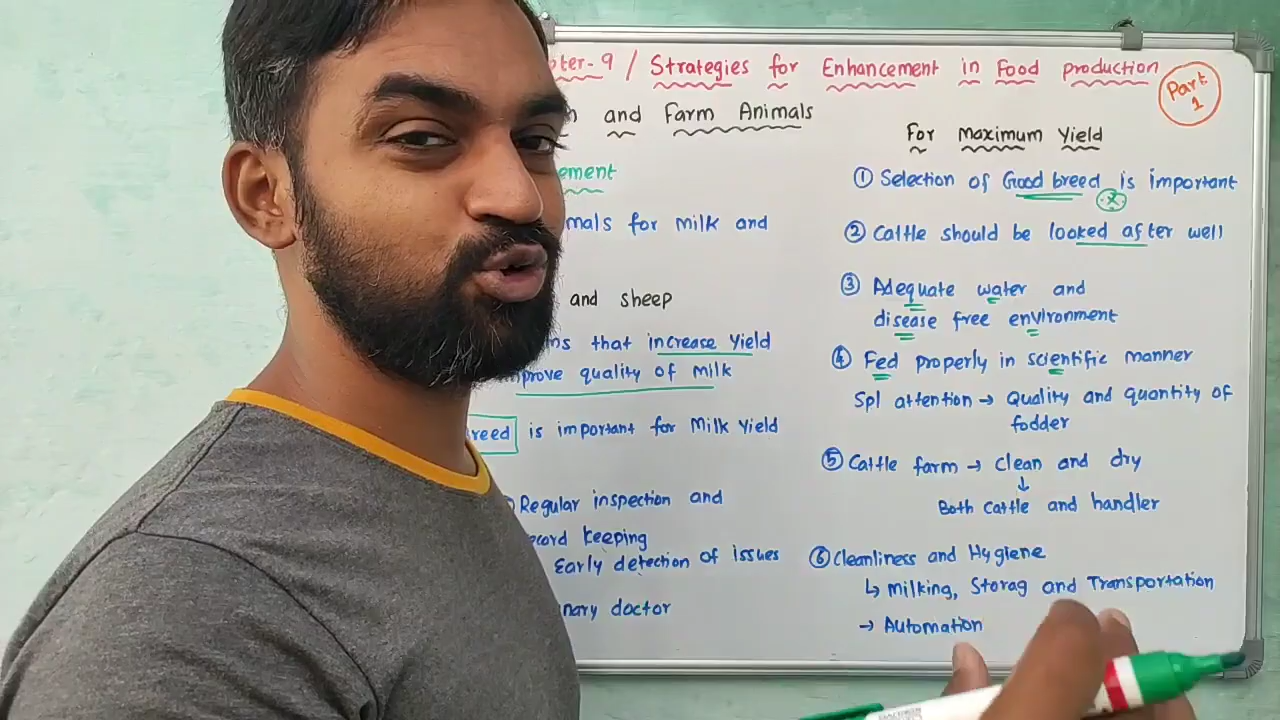 pter-9 / Strategies for Enhancement in Food production
Part 1
and Farm Animals
ement
mals for milk and
and sheep
ns that increase Yield
prove quality of milk
reed is important for Milk Yield
Regular inspection and
ecord keeping
Early detection of issues
nary doctor
For Maximum Yield
① Selection of Good breed is important
② Cattle should be looked after well
③ Adequate water and
disease free environment
④ Fed properly in scientific manner
Spl attention → Quality and quantity of
fodder
⑤ Cattle farm → Clean and dry
↓
Both cattle and handler
⑥ Cleanliness and Hygiene
↳ Milking, Storag and Transportation
→ Automation